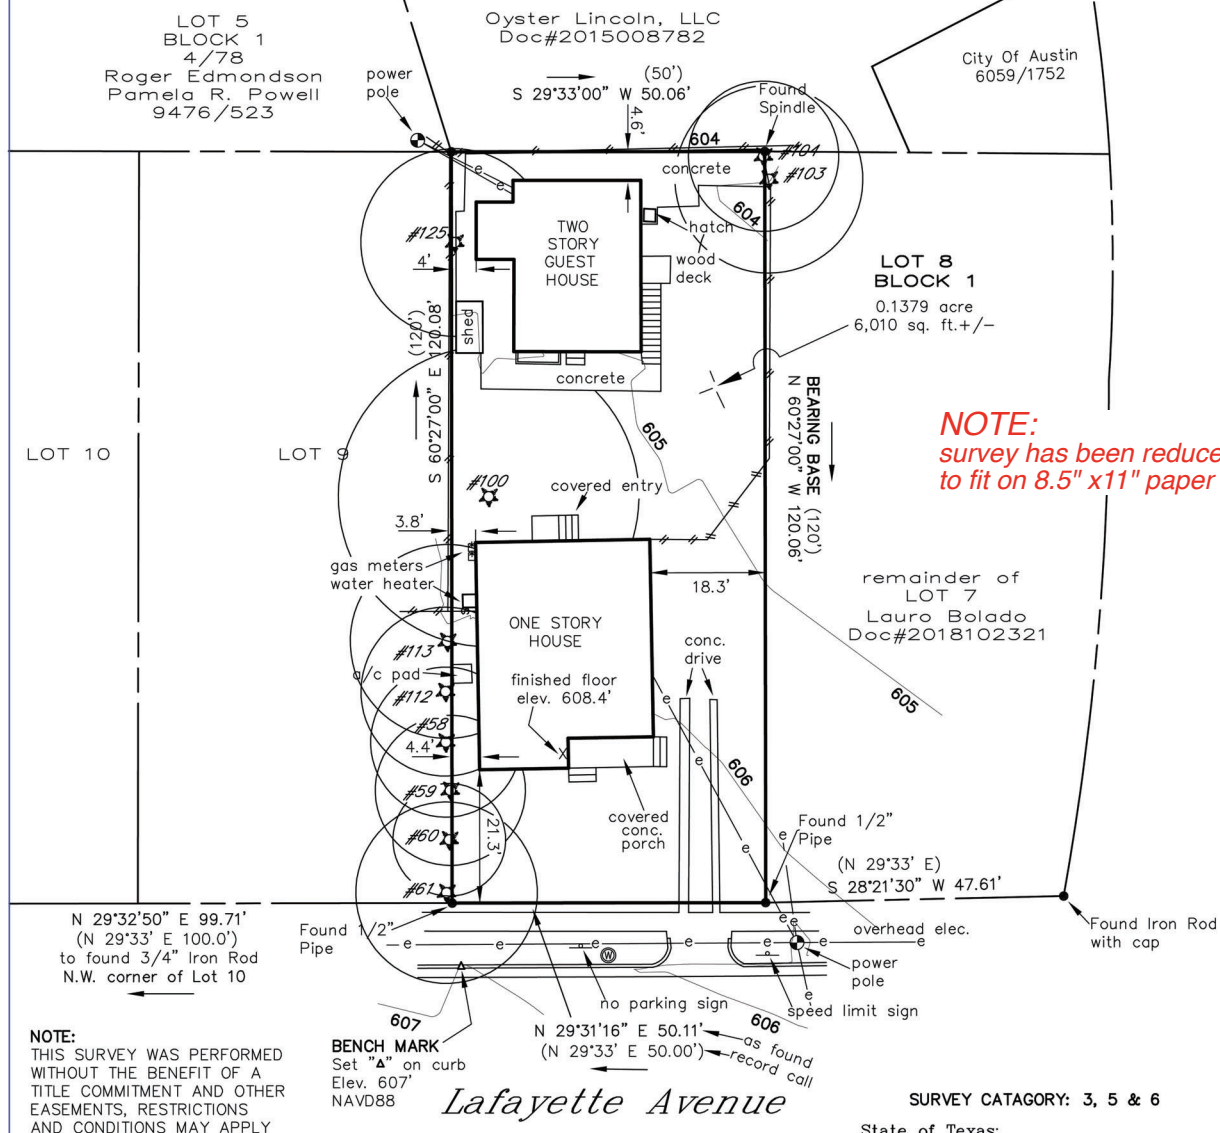 LOT 5
BLOCK 1
4/78
Roger Edmondson
Pamela R. Powell
9476/523
power
pole
Oyster Lincoln, LLC
Doc#2015008782
(50')
S 29°33'00" W 50.06'
4.6'
Found
Spindle
City Of Austin
6059/1752
604
#104
#103
concrete
604
hatch
wood
deck
TWO
STORY
GUEST
HOUSE
#125
4'
shed
(120')
S 60°27'00" E 120.08'
concrete
LOT 8
BLOCK 1
0.1379 acre
6,010 sq. ft.+/-
BEARING BASE (120')
N 60°27'00" W 120.06'
605
NOTE:
survey has been reduce
to fit on 8.5" x11" paper
LOT 10
LOT 9
#100
covered entry
3.8'
gas meters
water heater
18.3'
remainder of
LOT 7
Lauro Bolado
Doc#2018102321
ONE STORY
HOUSE
finished floor
elev. 608.4'
X
conc.
drive
#113
a/c pad
#112
#58
4.4'
#59
#60
#61
21.3'
605
606
covered
conc.
porch
e
e
e
e
e
Found 1/2"
Pipe
(N 29°33' E)
S 28°21'30" W 47.61'
N 29°32'50" E 99.71'
(N 29°33' E 100.0')
to found 3/4" Iron Rod
N.W. corner of Lot 10
Found 1/2"
Pipe
overhead elec.
Found Iron Rod
with cap
e
e
e
e
e
e
e
e
e
e
W
power
pole
no parking sign
speed limit sign
607
606
N 29°31'16" E 50.11'
(N 29°33' E 50.00')
as found
record call
BENCH MARK
Set "Δ" on curb
Elev. 607'
NAVD88
Lafayette Avenue
NOTE:
THIS SURVEY WAS PERFORMED
WITHOUT THE BENEFIT OF A
TITLE COMMITMENT AND OTHER
EASEMENTS, RESTRICTIONS
AND CONDITIONS MAY APPLY
SURVEY CATAGORY: 3, 5 & 6
State of Texas: